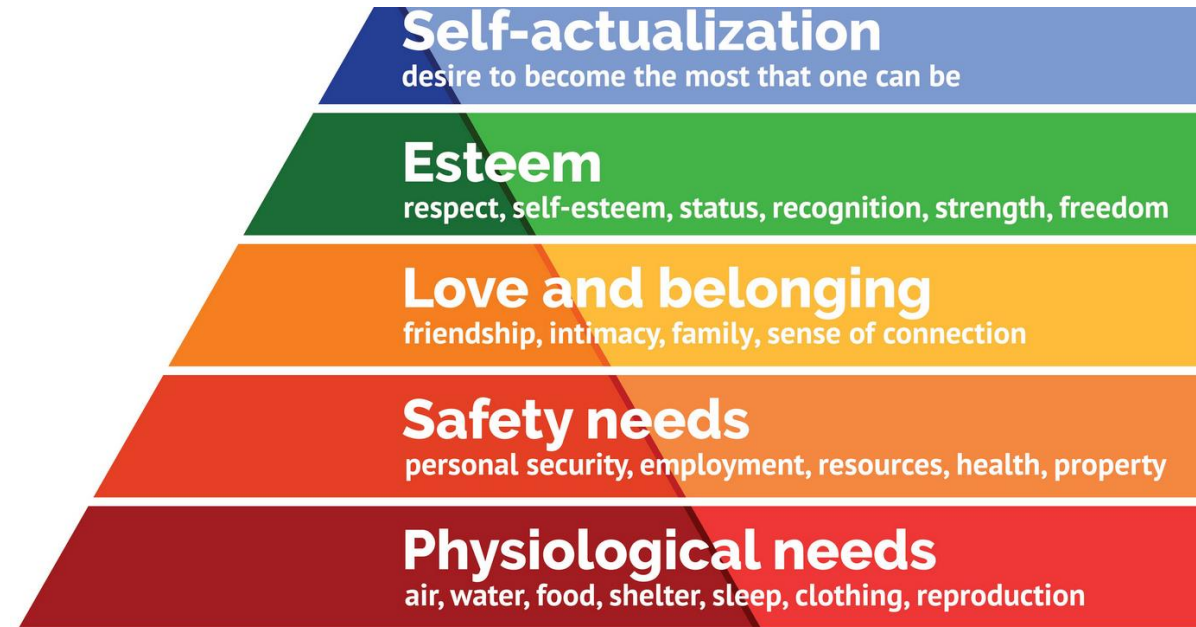 Self-actualization
desire to become the most that one can be
Esteem
respect, self-esteem, status, recognition, strength, freedom
Love and belonging
friendship, intimacy, family, sense of connection
Safety needs
personal security, employment, resources, health, property
Physiological needs
air, water, food, shelter, sleep, clothing, reproduction